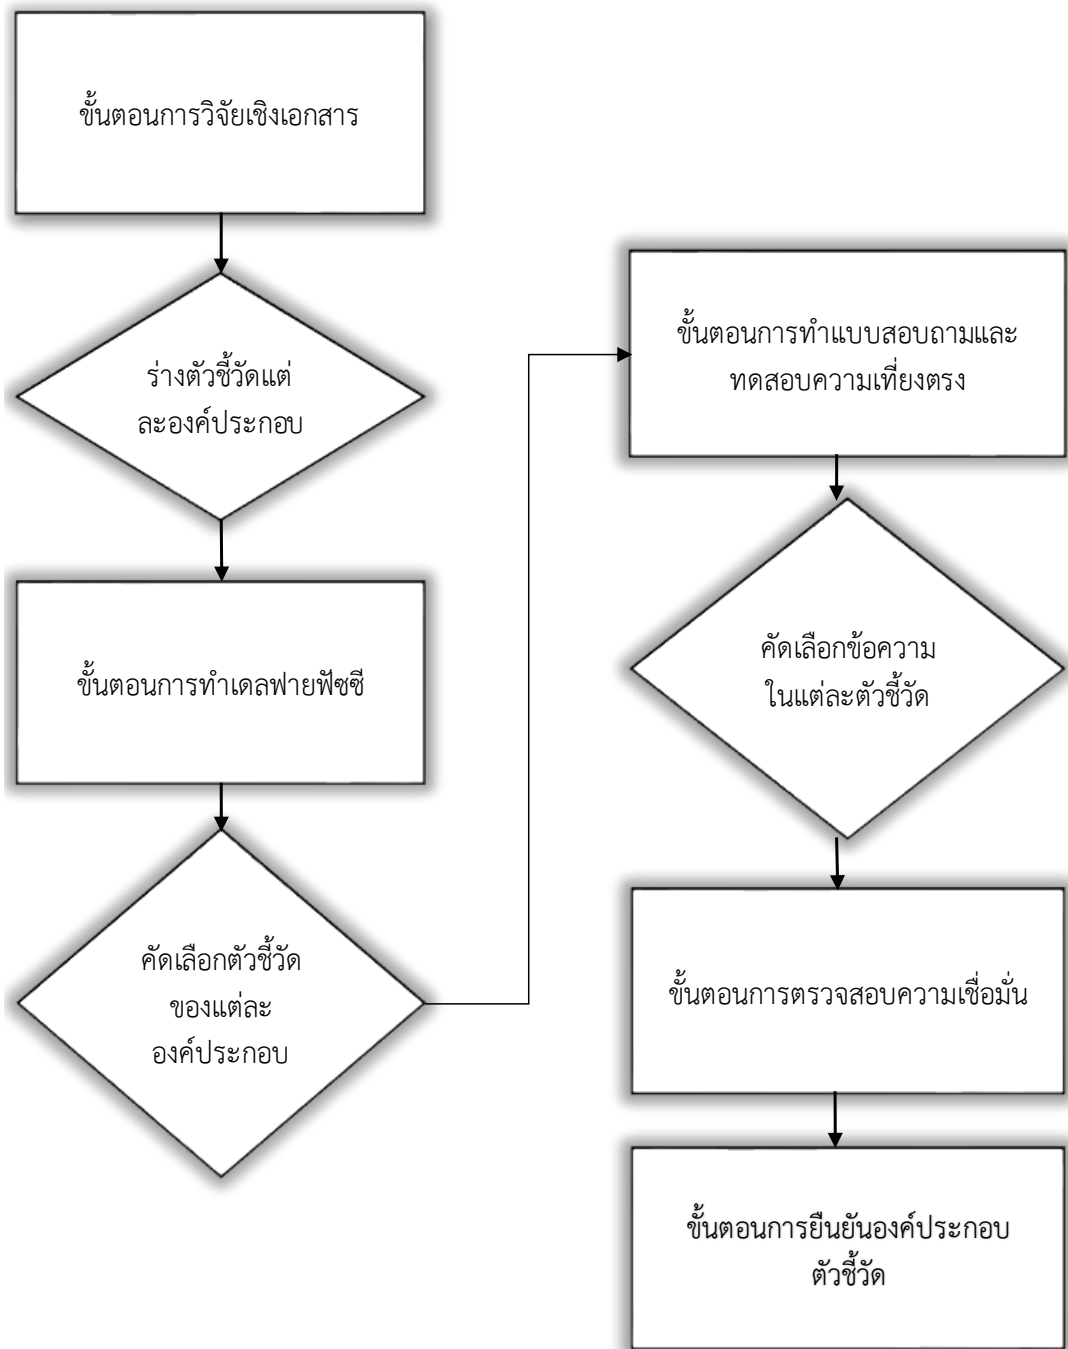 ขั้นตอนการวิจัยเชิงเอกสาร
ร่างตัวชี้วัดแต่
ละองค์ประกอบ
ขั้นตอนการทำเดลฟายฟัซซี
คัดเลือกตัวชี้วัด
ของแต่ละ
องค์ประกอบ
ขั้นตอนการทำแบบสอบถามและ
ทดสอบความเที่ยงตรง
คัดเลือกข้อความ
ในแต่ละตัวชี้วัด
ขั้นตอนการตรวจสอบความเชื่อมั่น
ขั้นตอนการยืนยันองค์ประกอบ
ตัวชี้วัด